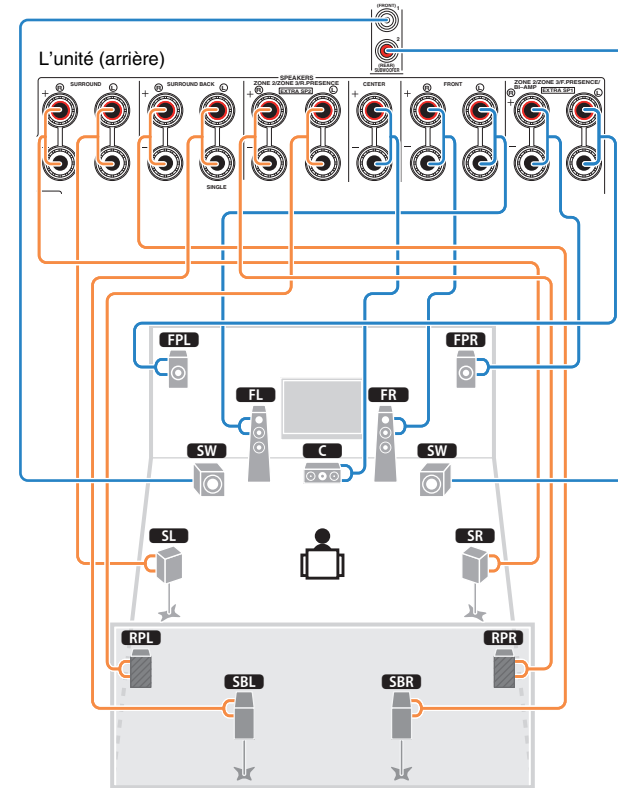 (FRONT) 1
2
(REAR)
SUBWOOFER
L'unité (arrière)
SPEAKERS
SURROUND
SURROUND BACK
ZONE 2/ZONE 3/R.PRESENCE
EXTRA SP2
CENTER
FRONT
ZONE 2/ZONE 3/F.PRESENCE/
BI–AMP
EXTRA SP1
R L R L R L R L R L
+ + + + + +
– – – – – –
SINGLE
FPL FPR
FL FR
SW C SW
SL SR
RPL RPR
SBL SBR